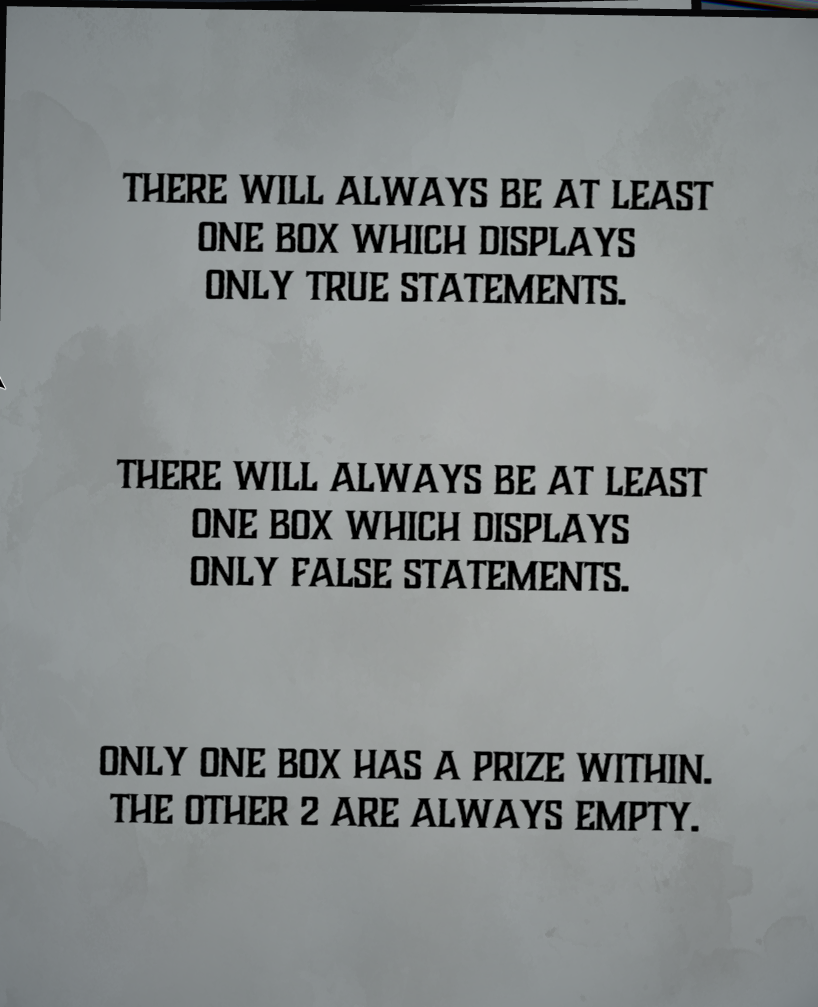 THERE WILL ALWAYS BE AT LEAST
ONE BOX WHICH DISPLAYS
ONLY TRUE STATEMENTS.
THERE WILL ALWAYS BE AT LEAST
ONE BOX WHICH DISPLAYS
ONLY FALSE STATEMENTS.
ONLY ONE BOX HAS A PRIZE WITHIN.
THE OTHER 2 ARE ALWAYS EMPTY.